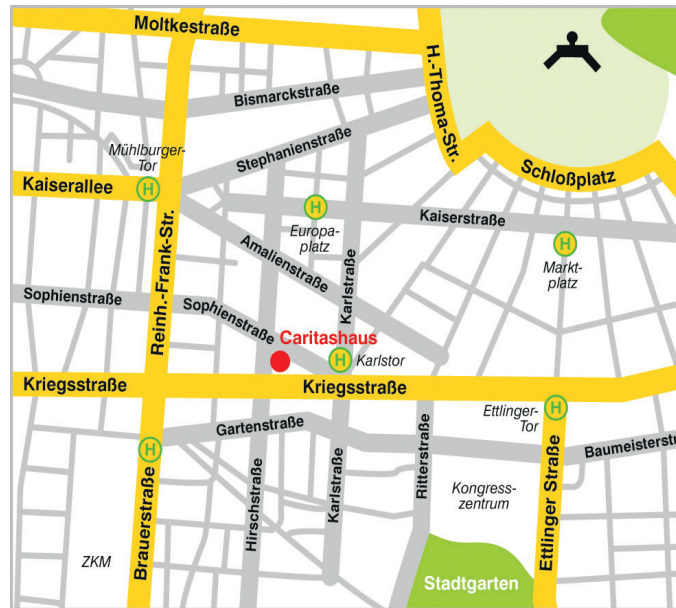 Moltkestraße
H.-Thoma-Str.
Bismarckstraße
Stephanienstraße
Mühlburger-
Tor
H
Kaiserallee
Schloßplatz
Reinh.-Frank-Str.
H
Europa-
platz
Kaiserstraße
H
Markt-
platz
Amalienstraße
Karlstraße
Sophienstraße
Sophienstraße
Caritashaus
H
Karlstor
Kriegsstraße
Kriegsstraße
Ettlinger-
Tor
H
Gartenstraße
H
Baumeisterstr
Brauerstraße
Hirschstraße
Karlstraße
Ritterstraße
Kongress-
zentrum
Ettlinger Straße
ZKM
Stadtgarten